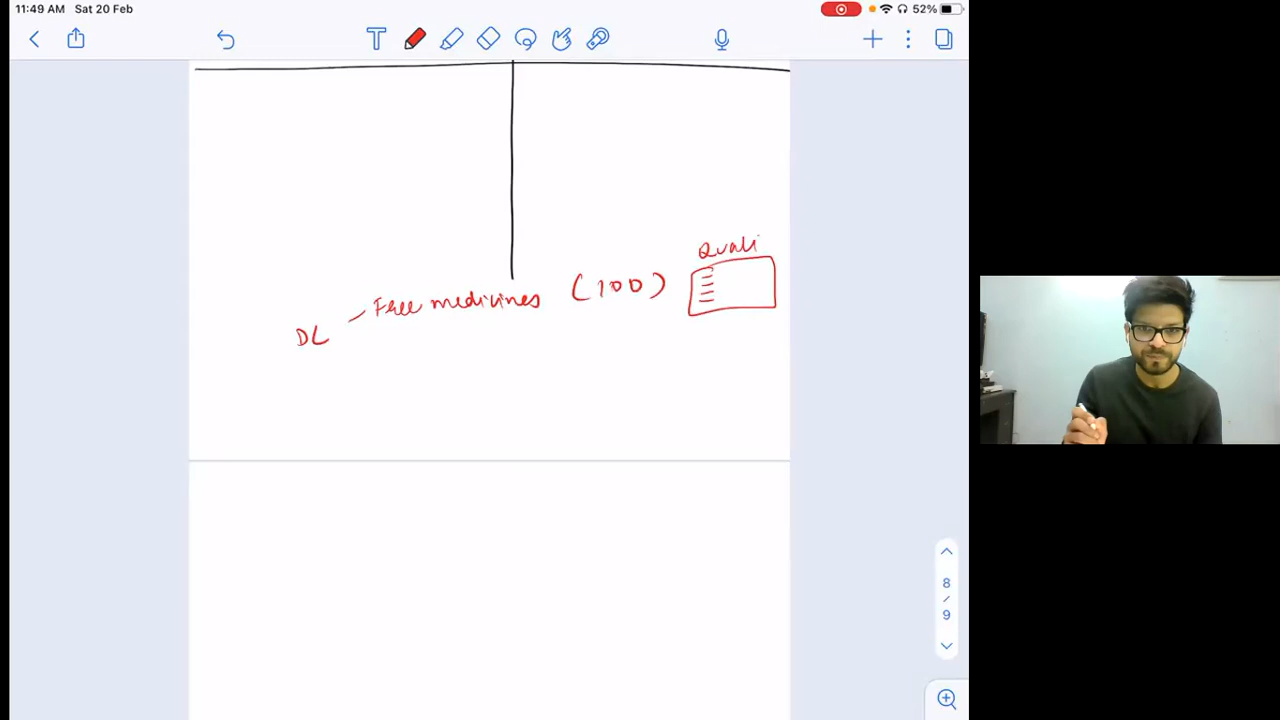 11:49 AM Sat 20 Feb
52%
T
Quali
Free medicines (100)
DL
8
/
9